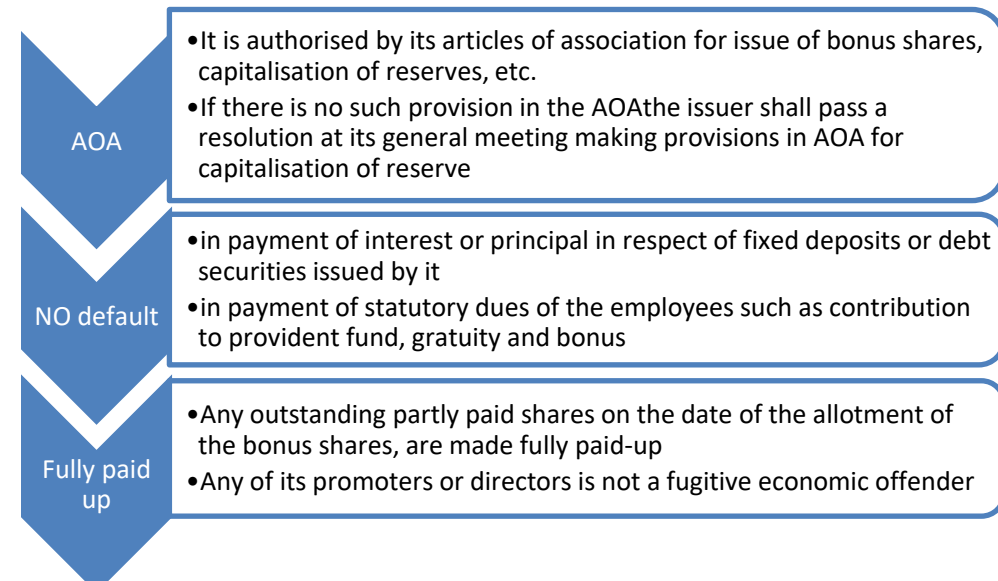 AOA
•It is authorised by its articles of association for issue of bonus shares,
capitalisation of reserves, etc.
•If there is no such provision in the AOAthe issuer shall pass a
resolution at its general meeting making provisions in AOA for
capitalisation of reserve
NO default
•in payment of interest or principal in respect of fixed deposits or debt
securities issued by it
•in payment of statutory dues of the employees such as contribution
to provident fund, gratuity and bonus
Fully paid
up
•Any outstanding partly paid shares on the date of the allotment of
the bonus shares, are made fully paid-up
•Any of its promoters or directors is not a fugitive economic offender